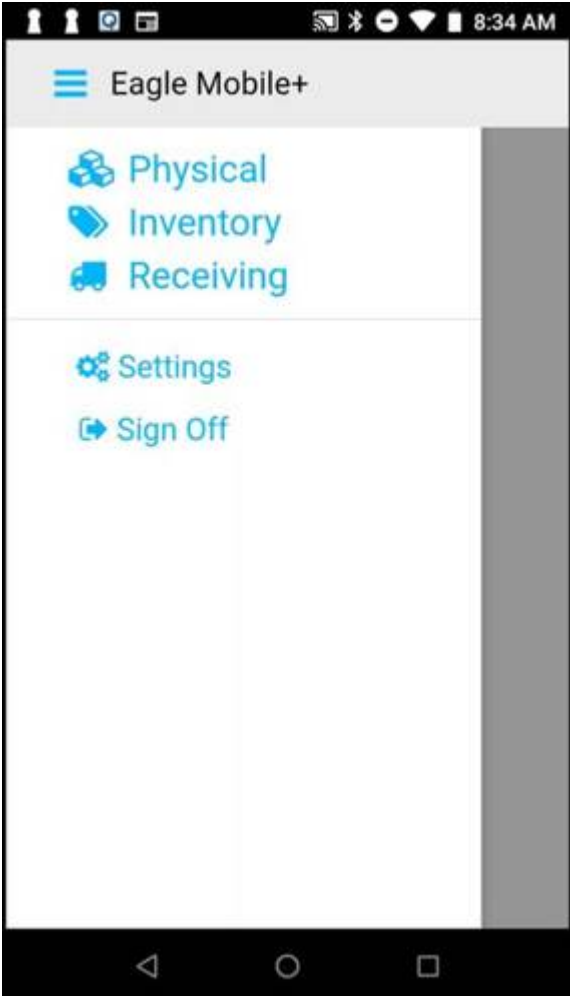 8:34 AM
Eagle Mobile+
Physical
Inventory
Receiving
Settings
Sign Off